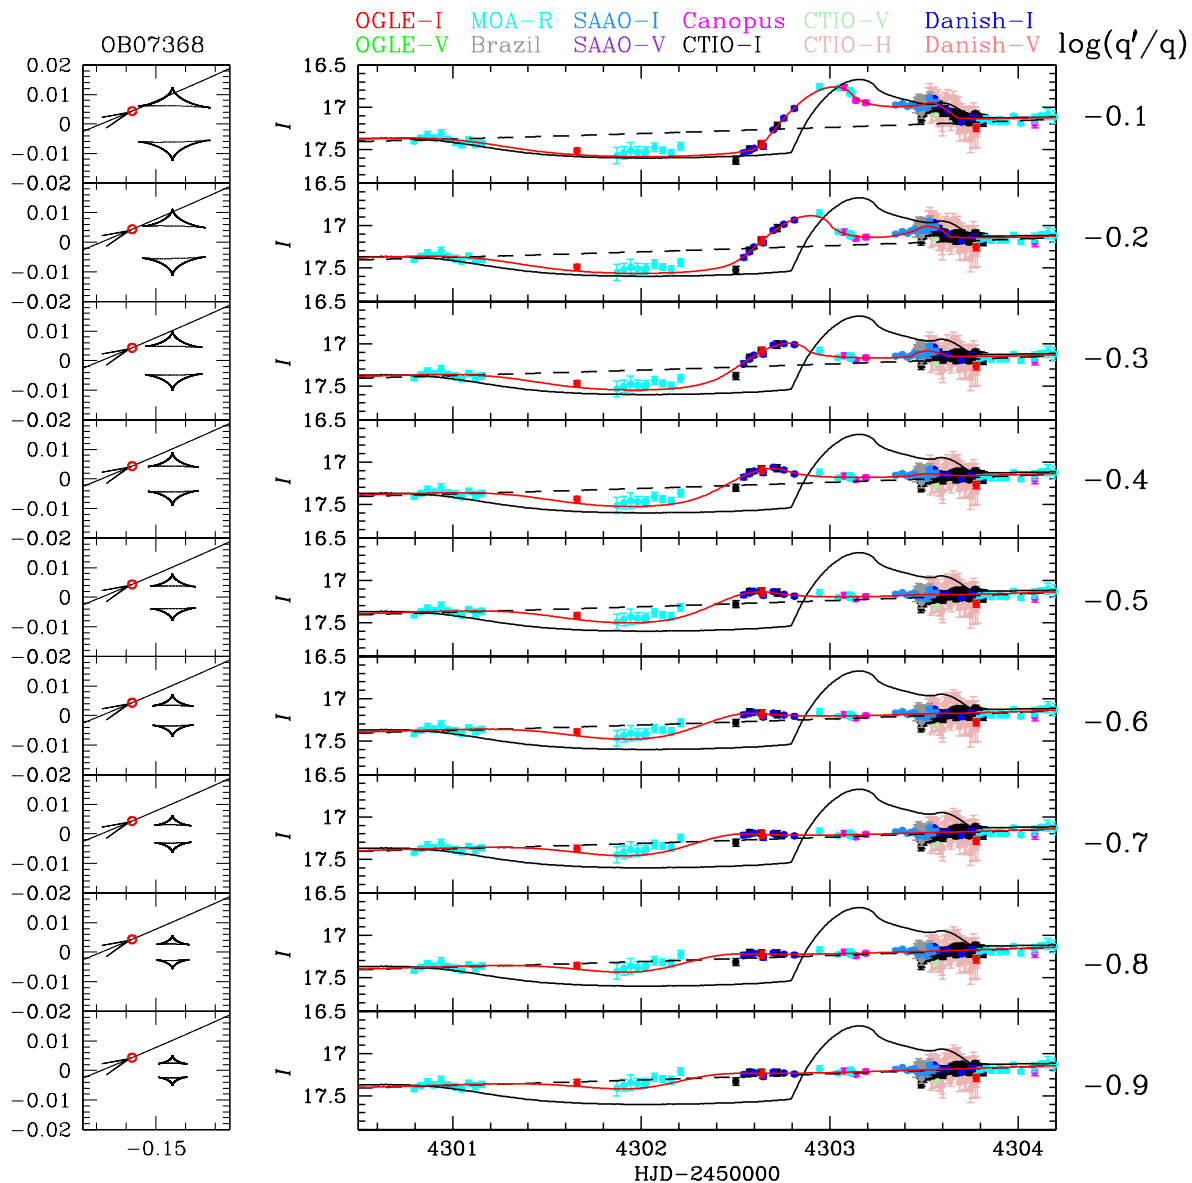 OGLE-I MOA-R SAAO-I Canopus CTIO-V Danish-I
OB07368 OGLE-V Brazil SAAO-V CTIO-I CTIO-H Danish-V log(q'/q)
0.02 16.5
0.01 17 -0.1
0 I
-0.01 17.5
-0.02 16.5
0.01 17 -0.2
0 I
-0.01 17.5
-0.02 16.5
0.01 17 -0.3
0 I
-0.01 17.5
-0.02 16.5
0.01 17 -0.4
0 I
-0.01 17.5
-0.02 16.5
0.01 17 -0.5
0 I
-0.01 17.5
-0.02 16.5
0.01 17 -0.6
0 I
-0.01 17.5
-0.02 16.5
0.01 17 -0.7
0 I
-0.01 17.5
-0.02 16.5
0.01 17 -0.8
0 I
-0.01 17.5
-0.02 16.5
0.01 17 -0.9
0 I
-0.01 17.5
-0.02
-0.15 4301 4302 4303 4304
HJD-2450000